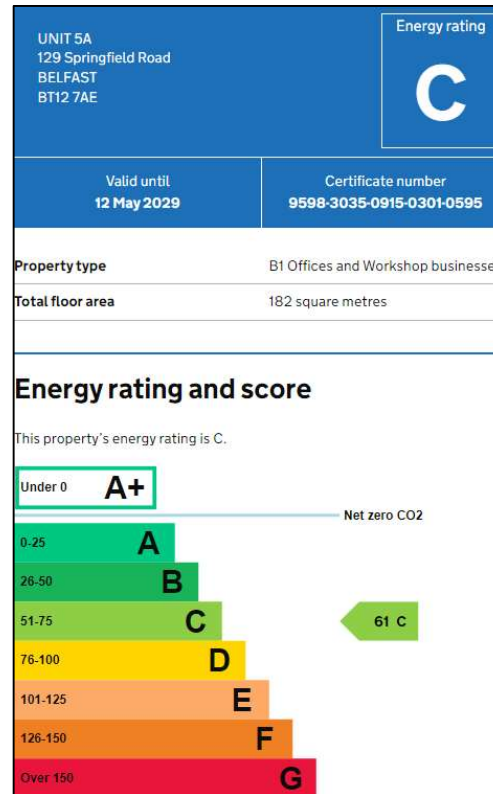 UNIT 5A
129 Springfield Road
BELFAST
BT12 7AE
Energy rating
C
Valid until
12 May 2029
Certificate number
9598-3035-0915-0301-0595
Property type
B1 Offices and Workshop businesse
Total floor area
182 square metres
Energy rating and score
This property's energy rating is C.
Under 0 A+
Net zero CO2
0-25 A
26-50 B
51-75 C
61 C
76-100 D
101-125 E
126-150 F
Over 150 G